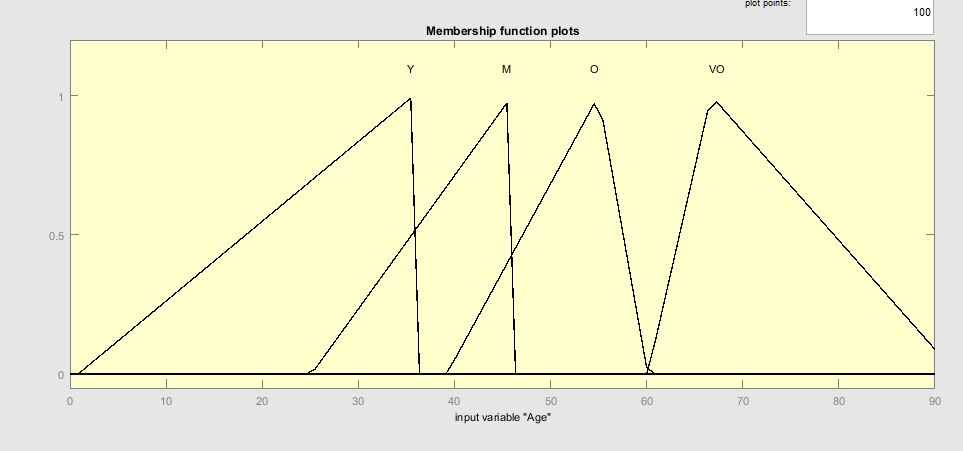 plot points:
100
Membership function plots
Y M O VO
1
0.5
0
0 10 20 30 40 50 60 70 80 90
input variable "Age"